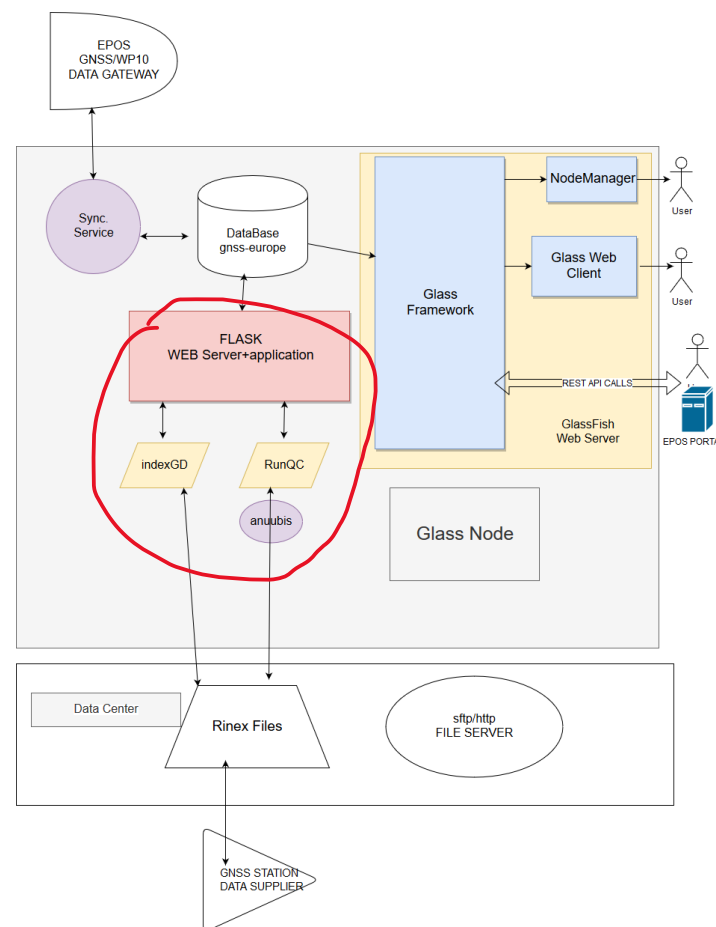 EPOS
GNSS/WP10
DATA GATEWAY
Sync.
Service
DataBase
gnss-europe
Glass
Framework
NodeManager
User
Glass Web
Client
User
FLASK
WEB Server+application
REST API CALLS
GlassFish
Web Server
EPOS PORTA
indexGD
RunQC
anuubis
Glass Node
Data Center
Rinex Files
sftp/http
FILE SERVER
GNSS STATION
DATA SUPPLIER